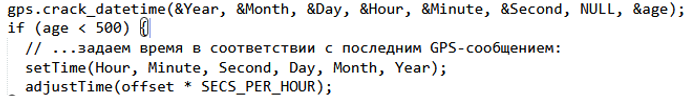 gps.crack_datetime(&Year, &Month, &Day, &Hour, &Minute, &Second, NULL, &age);
if (age < 500) {
// ...задаем время в соответствии с последним GPS-сообщением:
setTime(Hour, Minute, Second, Day, Month, Year);
adjustTime(offset * SECS_PER_HOUR);